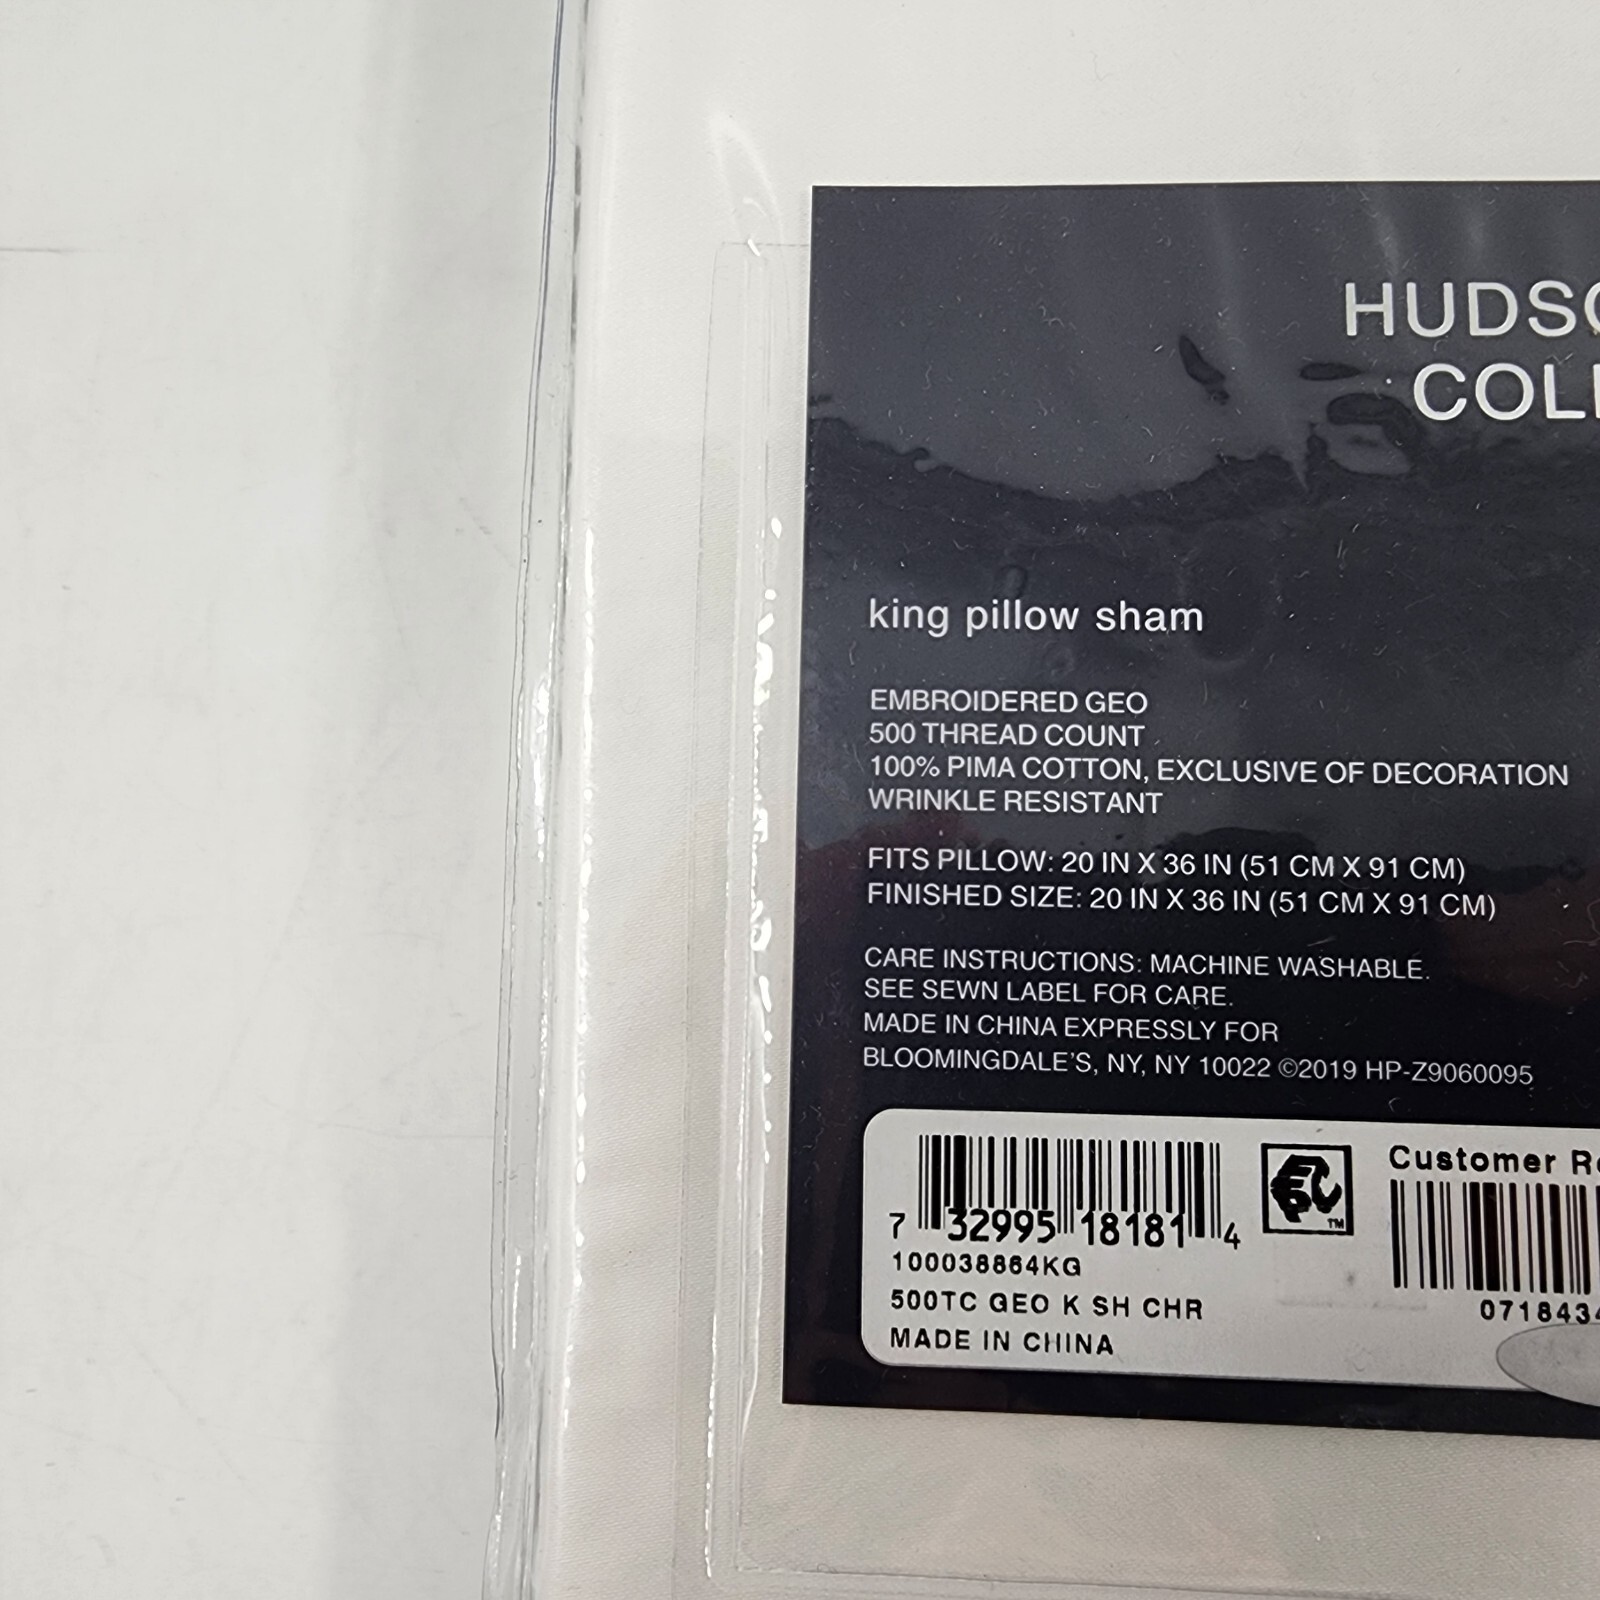 HUDSO
COLL
king pillow sham
EMBROIDERED GEO
500 THREAD COUNT
100% PIMA COTTON, EXCLUSIVE OF DECORATION
WRINKLE RESISTANT
FITS PILLOW: 20 IN X 36 IN (51 CM X 91 CM)
FINISHED SIZE: 20 IN X 36 IN (51 CM X 91 CM)
CARE INSTRUCTIONS: MACHINE WASHABLE.
SEE SEWN LABEL FOR CARE.
MADE IN CHINA EXPRESSLY FOR
BLOOMINGDALE'S, NY, NY 10022 ©2019 HP-Z9060095
Customer Re
7 32995 18181 4
TM
100038864KG
500TC GEO K SH CHR
0718434
MADE IN CHINA